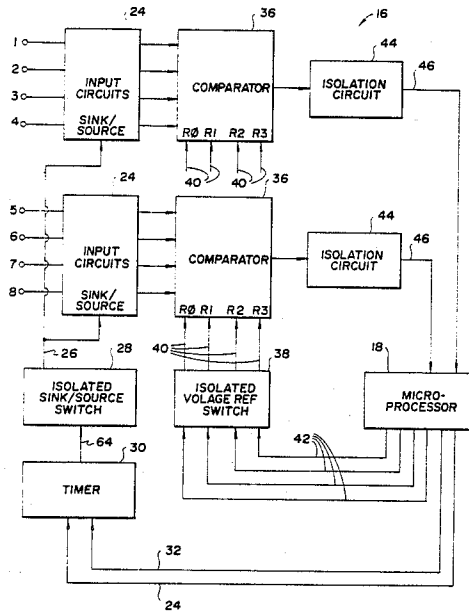 24
36
16
1
2
3
4
INPUT
CIRCUITS
SINK/
SOURCE
COMPARATOR
R0 R1 R2 R3
40 40
44
ISOLATION
CIRCUIT
46
24
36
5
6
7
8
INPUT
CIRCUITS
SINK/
SOURCE
COMPARATOR
R0 R1 R2 R3
44
ISOLATION
CIRCUIT
46
26
28
40
38
18
ISOLATED
SINK/SOURCE
SWITCH
ISOLATED
VOLAGE REF
SWITCH
MICRO-
PROCESSOR
64
30
42
TIMER
32
24